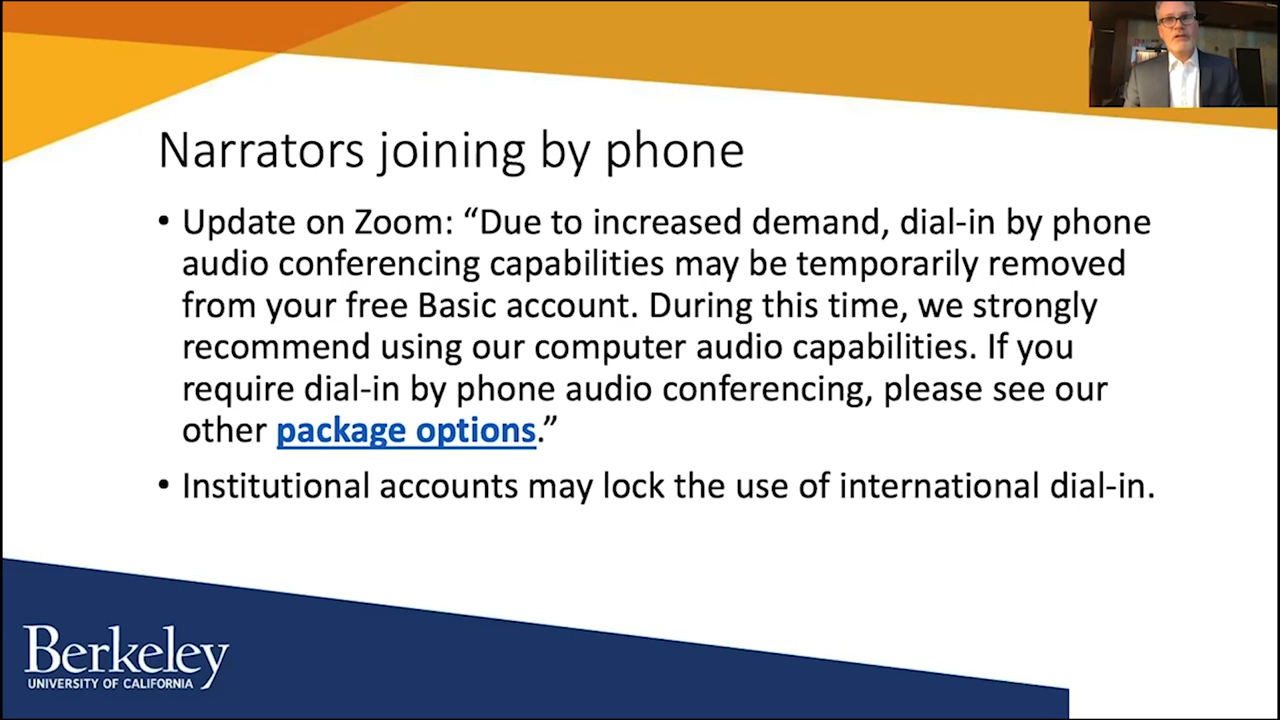 Narrators joining by phone
• Update on Zoom: “Due to increased demand, dial-in by phone
audio conferencing capabilities may be temporarily removed
from your free Basic account. During this time, we strongly
recommend using our computer audio capabilities. If you
require dial-in by phone audio conferencing, please see our
other package options.”
• Institutional accounts may lock the use of international dial-in.
Berkeley
UNIVERSITY OF CALIFORNIA